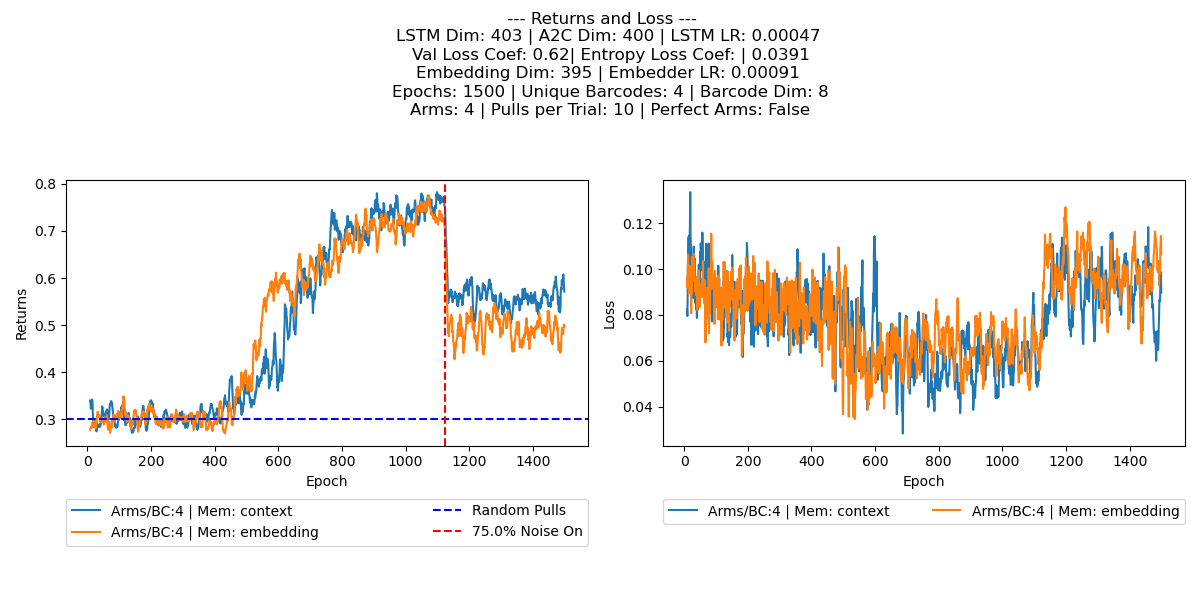 --- Returns and Loss ---
LSTM Dim: 403 | A2C Dim: 400 | LSTM LR: 0.00047
Val Loss Coef: 0.62| Entropy Loss Coef: | 0.0391
Embedding Dim: 395 | Embedder LR: 0.00091
Epochs: 1500 | Unique Barcodes: 4 | Barcode Dim: 8
Arms: 4 | Pulls per Trial: 10 | Perfect Arms: False
Returns
0.8
0.7
0.6
0.5
0.4
0.3
0 200 400 600 800 1000 1200 1400
Epoch
Arms/BC:4 | Mem: context
Arms/BC:4 | Mem: embedding
Random Pulls
75.0% Noise On
Loss
0.12
0.10
0.08
0.06
0.04
0 200 400 600 800 1000 1200 1400
Epoch
Arms/BC:4 | Mem: context
Arms/BC:4 | Mem: embedding